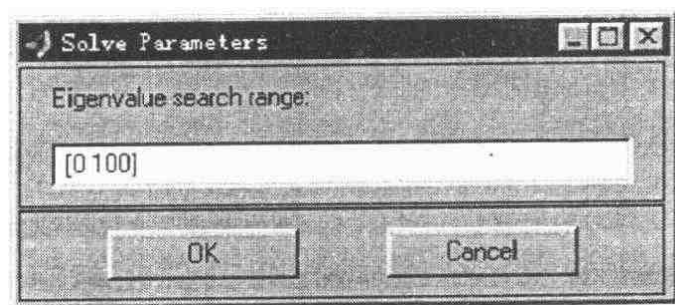 Solve Parameters
Eigenvalue search range:
[0 100]
OK
Cancel